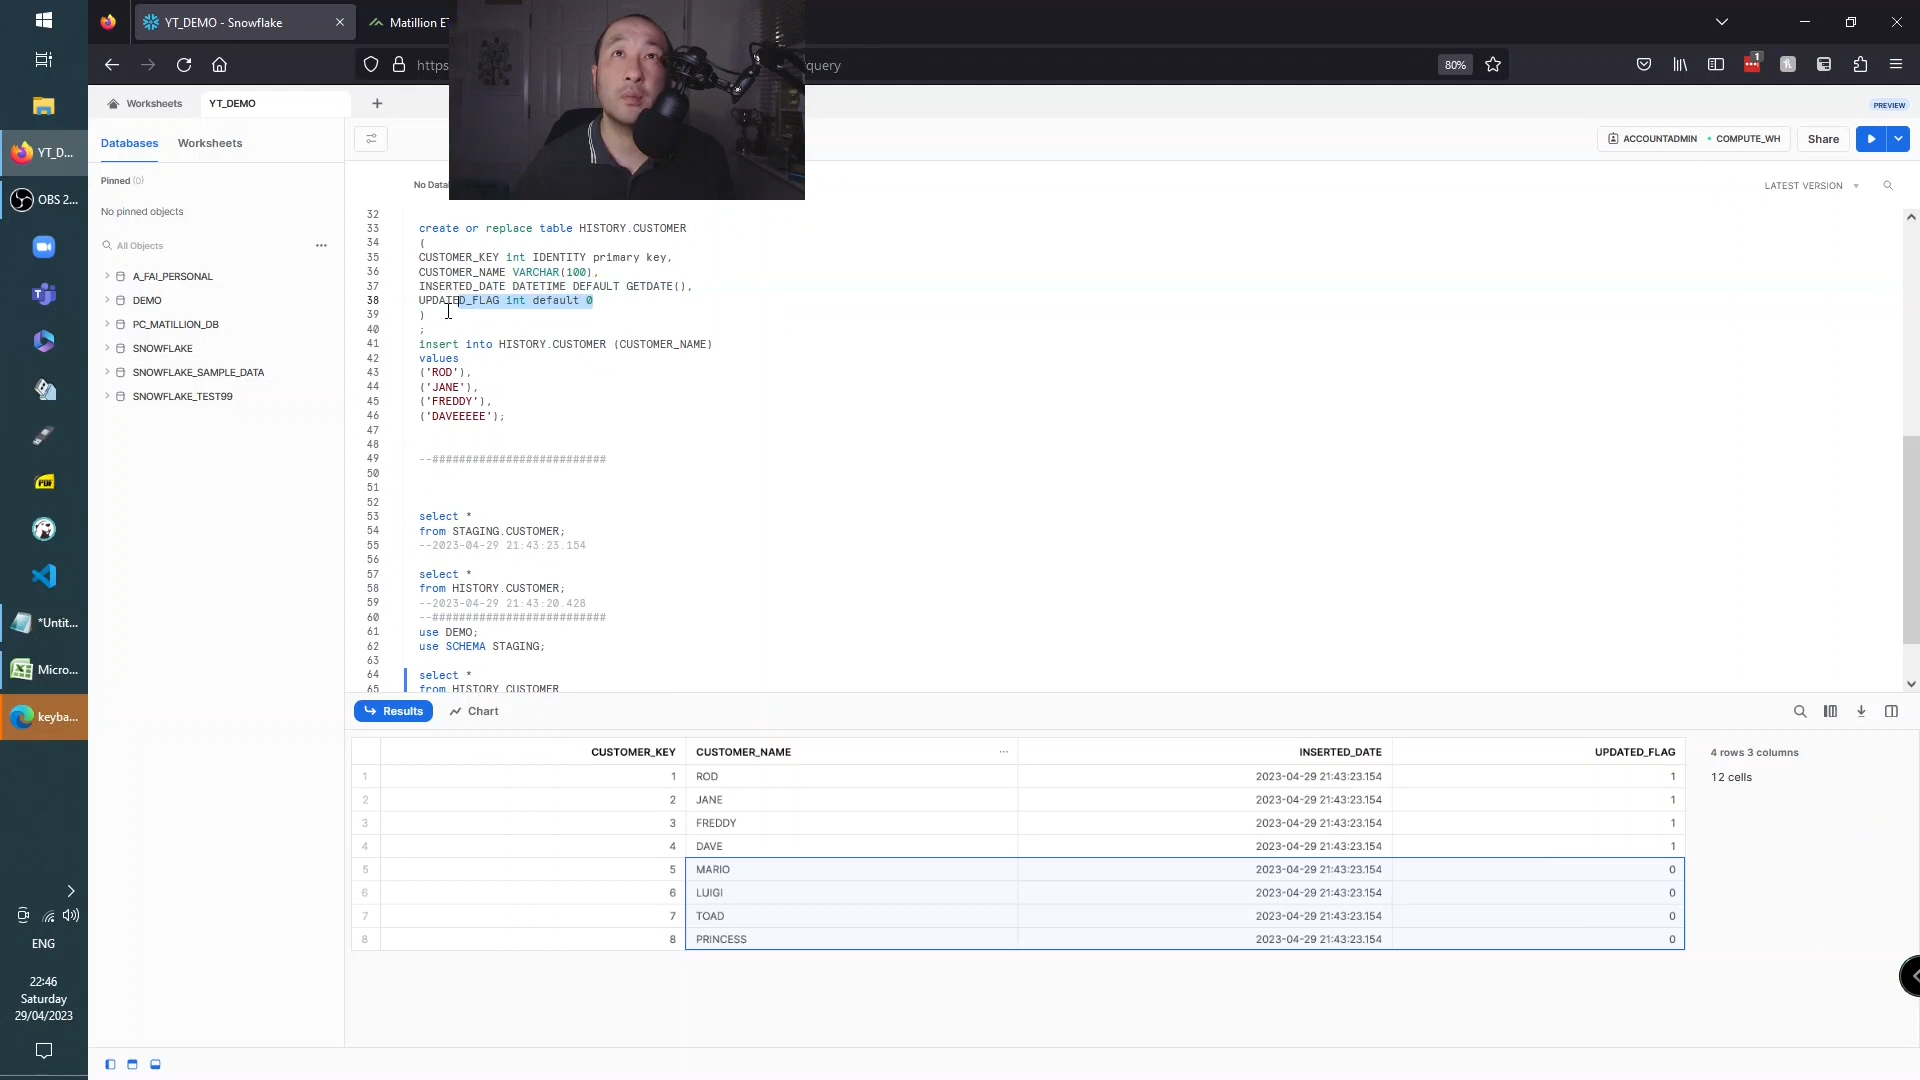 YT_DEMO - Snowflake
Matillion ET
https
query
80%
1
Worksheets
YT_DEMO
PREVIEW
Databases
Worksheets
ACCOUNTADMIN
COMPUTE_WH
Share
Pinned (0)
No pinned objects
All Objects
A_FAI_PERSONAL
DEMO
PC_MATILLION_DB
SNOWFLAKE
SNOWFLAKE_SAMPLE_DATA
SNOWFLAKE_TEST99
No Datab
LATEST VERSION
32
33 create or replace table HISTORY.CUSTOMER
34 (
35 CUSTOMER_KEY int IDENTITY primary key,
36 CUSTOMER_NAME VARCHAR(100),
37 INSERTED_DATE DATETIME DEFAULT GETDATE(),
38 UPDATED_FLAG int default 0
39 )
40 ;
41 insert into HISTORY.CUSTOMER (CUSTOMER_NAME)
42 values
43 ('ROD'),
44 ('JANE'),
45 ('FREDDY'),
46 ('DAVEEEEE');
47
48
49 --##########################
50
51
52
53 select *
54 from STAGING.CUSTOMER;
55 --2023-04-29 21:43:23.154
56
57 select *
58 from HISTORY.CUSTOMER;
59 --2023-04-29 21:43:20.428
60 --##########################
61 use DEMO;
62 use SCHEMA STAGING;
63
64 select *
65 from HISTORY.CUSTOMER
Results
Chart
CUSTOMER_KEY CUSTOMER_NAME ... INSERTED_DATE UPDATED_FLAG
1 1 ROD 2023-04-29 21:43:23.154 1
2 2 JANE 2023-04-29 21:43:23.154 1
3 3 FREDDY 2023-04-29 21:43:23.154 1
4 4 DAVE 2023-04-29 21:43:23.154 1
5 5 MARIO 2023-04-29 21:43:23.154 0
6 6 LUIGI 2023-04-29 21:43:23.154 0
7 7 TOAD 2023-04-29 21:43:23.154 0
8 8 PRINCESS 2023-04-29 21:43:23.154 0
4 rows 3 columns
12 cells
YT_D...
OBS 2...
PDF
*Untit...
Micro...
keyba...
ENG
22:46
Saturday
29/04/2023